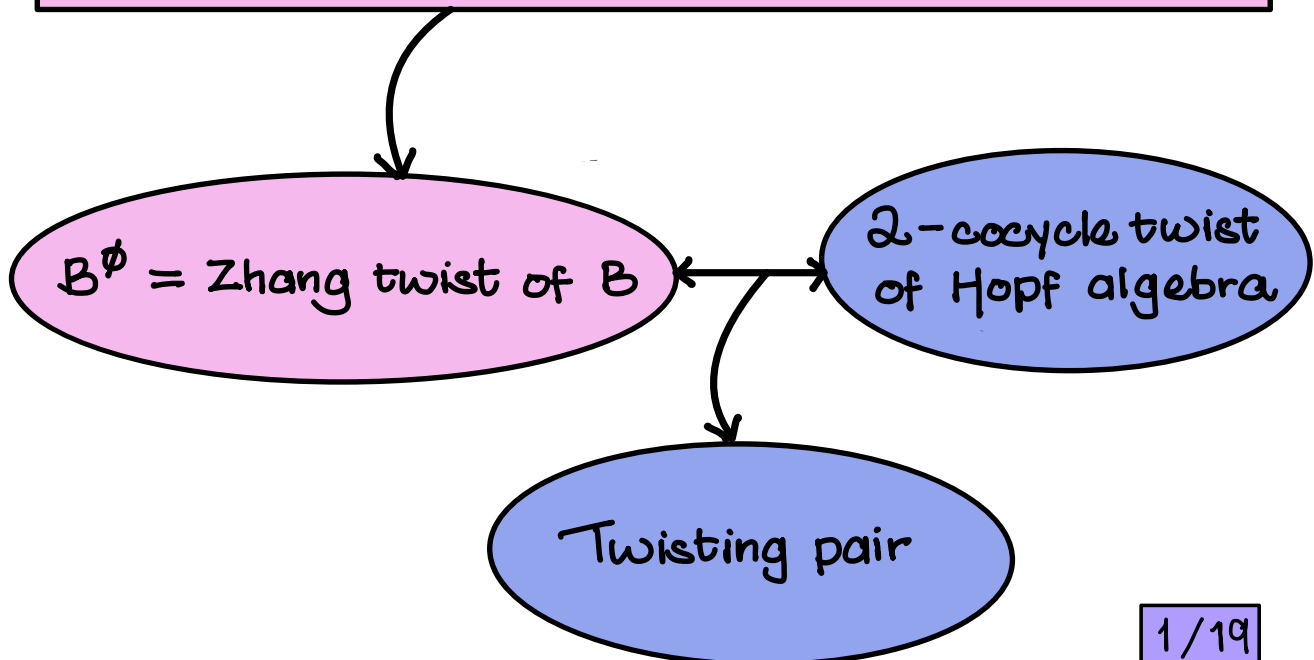 B^ø = Zhang twist of B
2-cocycle twist
of Hopf algebra
Twisting pair
1/19